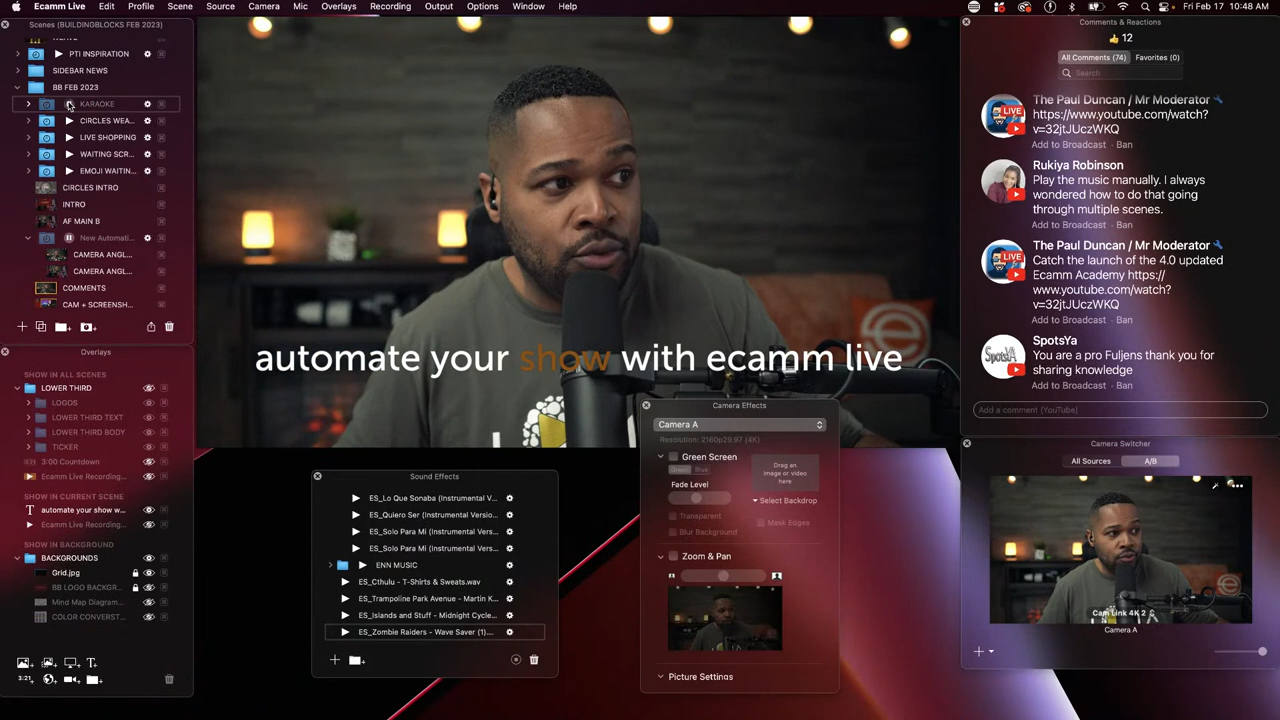 Ecamm Live Edit Profile Scene Source Camera Mic Overlays Recording Output Options Window Help Fri Feb 17 10:48 AM
Scenes (BUILDINGBLOCKS FEB 2023)
PTI INSPIRATION
SIDEBAR NEWS
BB FEB 2023
KARAOKE
CIRCLES WEA...
LIVE SHOPPING
WAITING SCR...
EMOJI WAITIN...
CIRCLES INTRO
INTRO
AF MAIN B
New Automati...
CAMERA ANGL...
CAMERA ANGL...
COMMENTS
CAM + SCREENSH...
Overlays
SHOW IN ALL SCENES
LOWER THIRD
LOGOS
LOWER THIRD TEXT
LOWER THIRD BODY
TICKER
3:00 Countdown
Ecamm Live Recording...
SHOW IN CURRENT SCENE
automate your show w...
Ecamm Live Recording...
SHOW IN BACKGROUND
BACKGROUNDS
Grid.jpg
BB LOGO BACKGR...
Mind Map Diagram...
COLOR CONVERST...
automate your show with ecamm live
Sound Effects
ES_Lo Que Sonaba (Instrumental V...
ES_Quiero Ser (Instrumental Versio...
ES_Solo Para Mi (Instrumental Vers...
ES_Solo Para Mi (Instrumental Vers...
ENN MUSIC
ES_Cthulu - T-Shirts & Sweats.wav
ES_Trampoline Park Avenue - Martin K...
ES_Islands and Stuff - Midnight Cycle...
ES_Zombie Raiders - Wave Saver (1)....
Camera Effects
Camera A
Resolution: 2160p29.97 (4K)
Green Screen
Green Blue
Fade Level
Transparent
Blur Background
Drag an
image or video
here
Select Backdrop
Mask Edges
Zoom & Pan
Picture Settings
Comments & Reactions
👍 12
All Comments (74) Favorites (0)
Search
The Paul Duncan / Mr Moderator
https://www.youtube.com/watch?
v=32jtJUczWKQ
Add to Broadcast · Ban
Rukiya Robinson
Play the music manually. I always
wondered how to do that going
through multiple scenes.
Add to Broadcast · Ban
The Paul Duncan / Mr Moderator
Catch the launch of the 4.0 updated
Ecamm Academy https://
www.youtube.com/watch?
v=32jtJUczWKQ
Add to Broadcast · Ban
SpotsYa
You are a pro Fuljens thank you for
sharing knowledge
Add to Broadcast · Ban
Add a comment (YouTube)
Camera Switcher
All Sources A/B
Cam Link 4K 2
Camera A